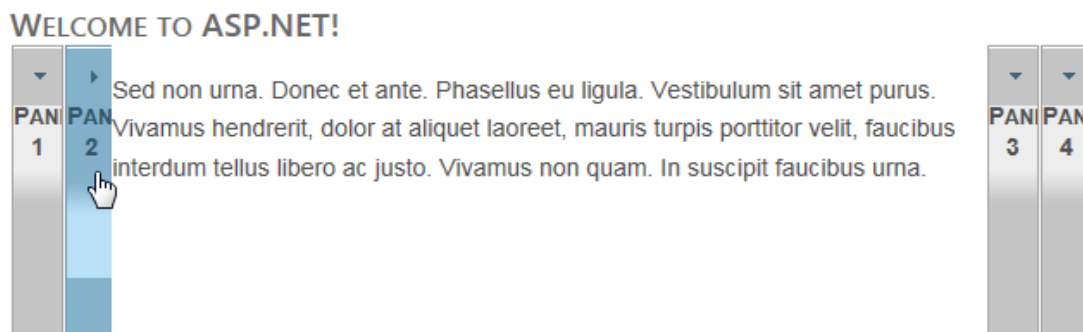 WELCOME TO ASP.NET!
PAN
1
PAN
2
Sed non urna. Donec et ante. Phasellus eu ligula. Vestibulum sit amet purus.
Vivamus hendrerit, dolor at aliquet laoreet, mauris turpis porttitor velit, faucibus
interdum tellus libero ac justo. Vivamus non quam. In suscipit faucibus urna.
PAN
3
PAN
4